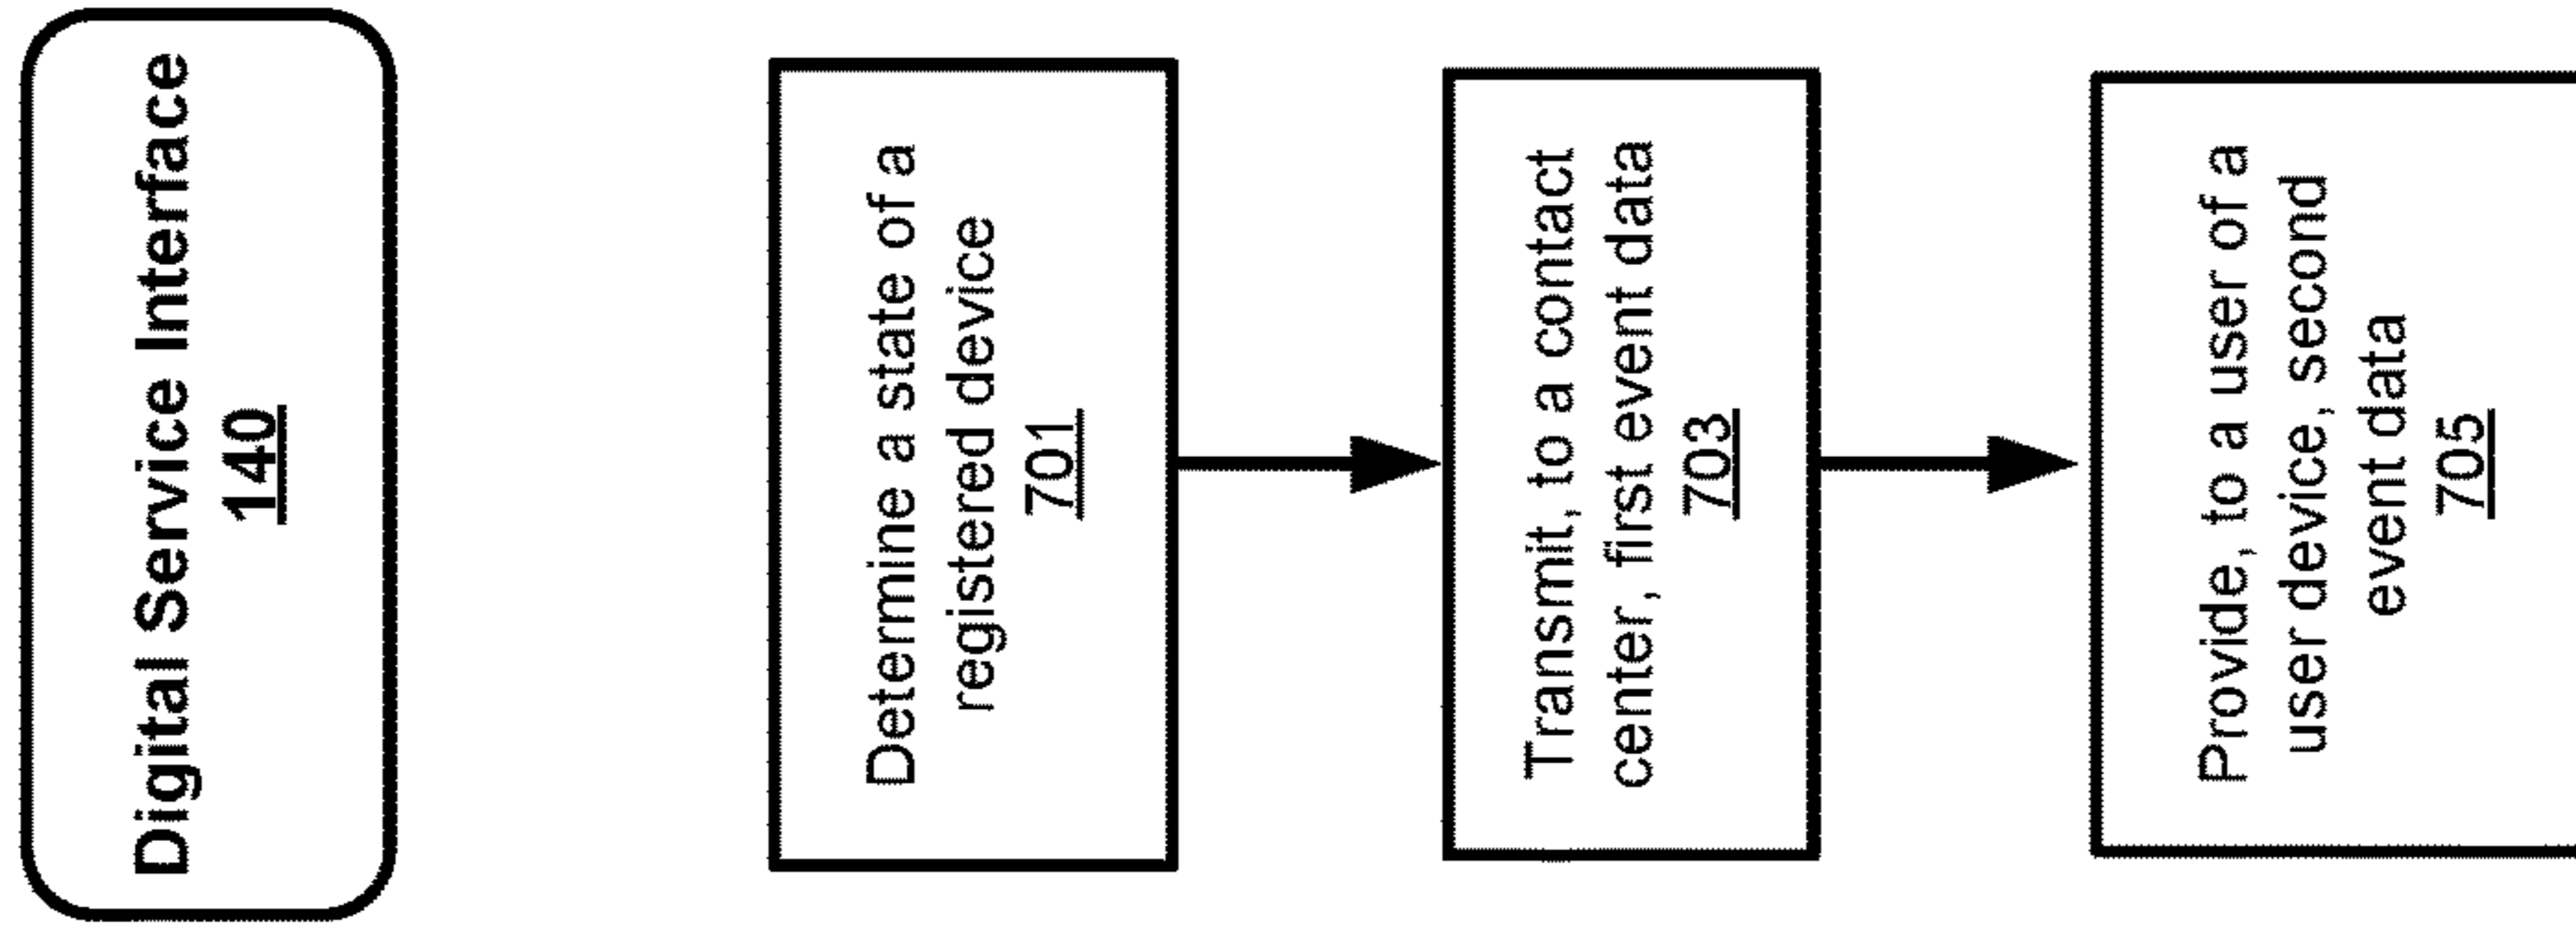 Digital Service Interface
140
Determine a state of a
registered device
701
Transmit, to a contact
center, first event data
703
Provide, to a user of a
user device, second
event data
705